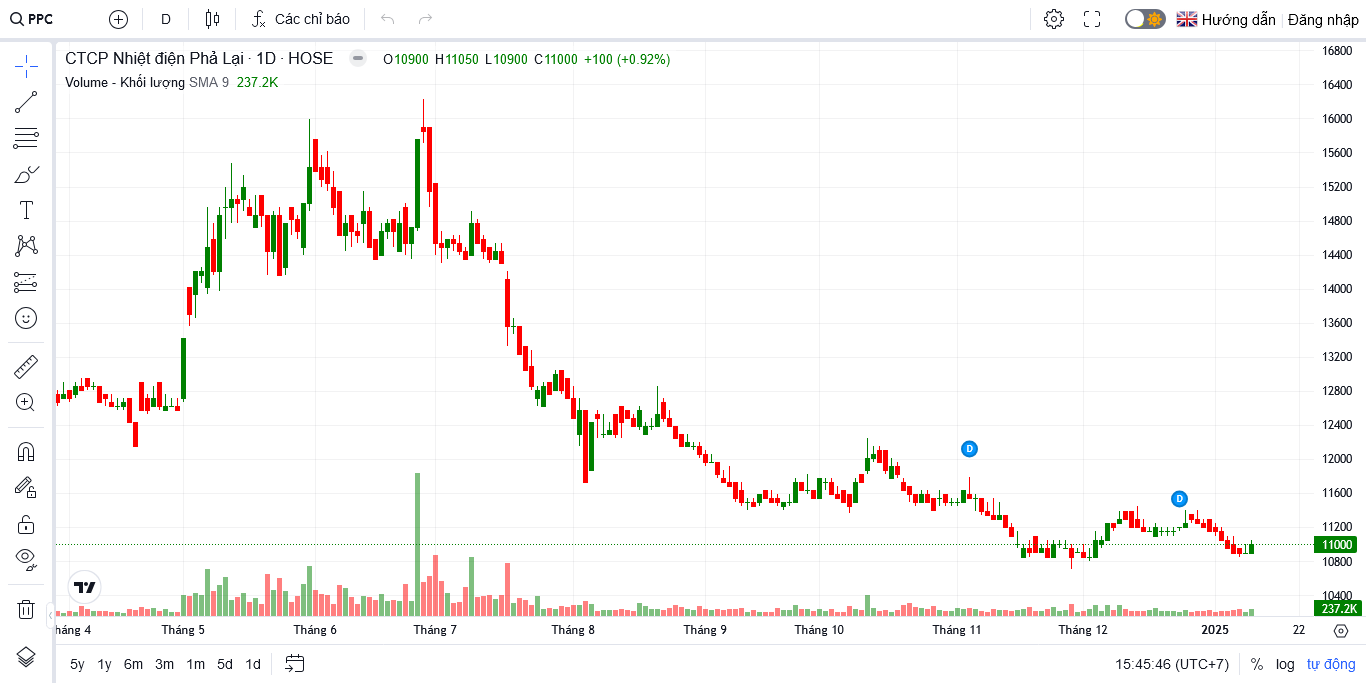 PPC D Các chỉ báo Hướng dẫn Đăng nhập
CTCP Nhiệt điện Phả Lại · 1D · HOSE O10900 H11050 L10900 C11000 +100 (+0.92%)
Volume - Khối lượng SMA 9 237.2K
16800
16400
16000
15600
15200
14800
14400
14000
13600
13200
12800
12400
12000
11600
11200
11000
10800
10400
237.2K
D
D
háng 4 Tháng 5 Tháng 6 Tháng 7 Tháng 8 Tháng 9 Tháng 10 Tháng 11 Tháng 12 2025 22
5y 1y 6m 3m 1m 5d 1d 15:45:46 (UTC+7) % log tự động